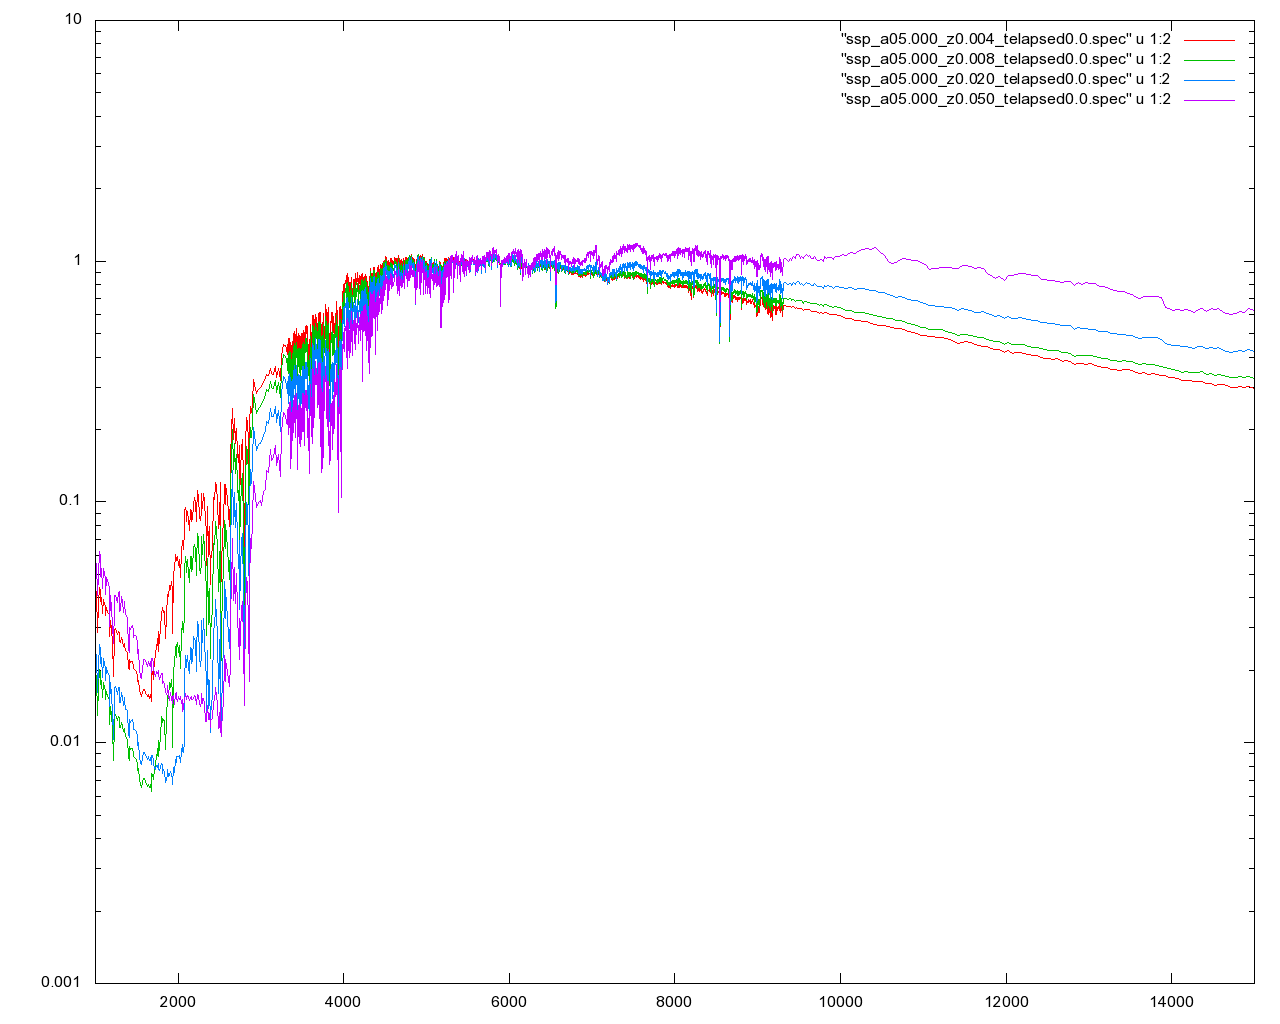 10
"ssp_a05.000_z0.004_telapsed0.0.spec" u 1:2
"ssp_a05.000_z0.008_telapsed0.0.spec" u 1:2
"ssp_a05.000_z0.020_telapsed0.0.spec" u 1:2
"ssp_a05.000_z0.050_telapsed0.0.spec" u 1:2
1
0.1
0.01
0.001
2000 4000 6000 8000 10000 12000 14000